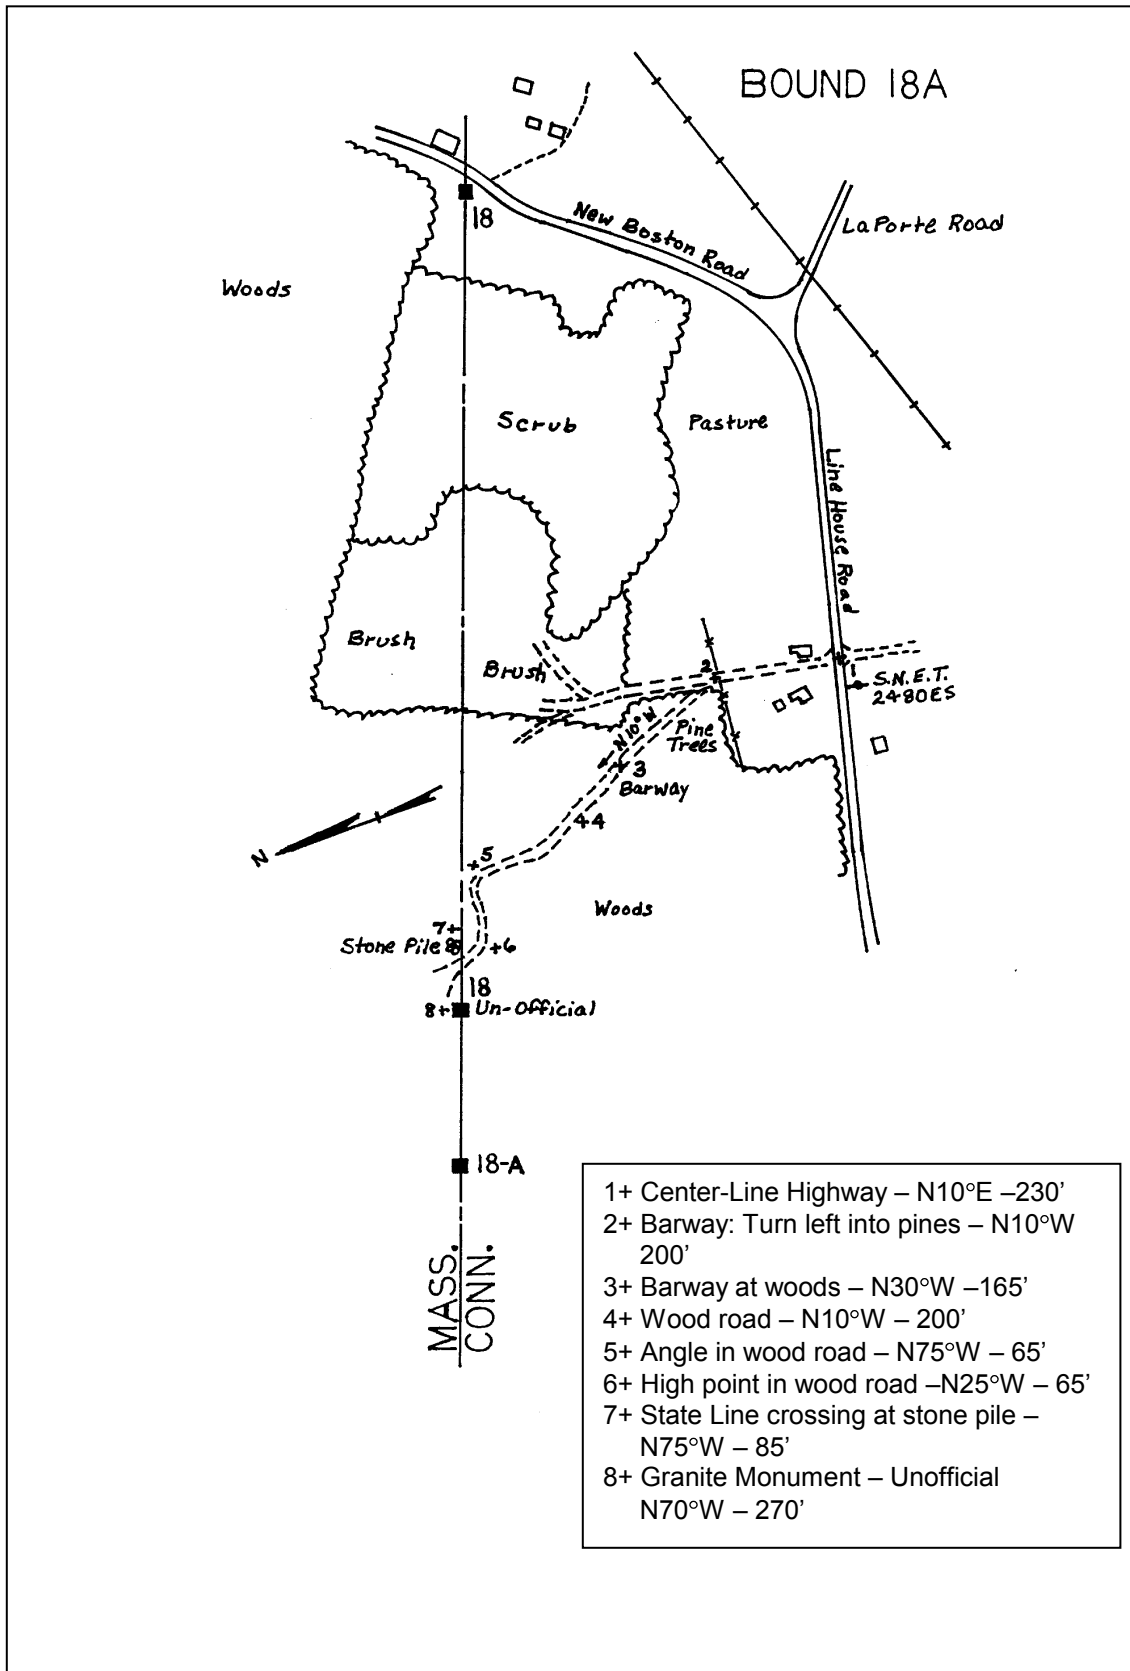 BOUND 18A
18
New Boston Road
LaPorte Road
Woods
Scrub
Pasture
Line House Road
Brush
Brush
2
S.N.E.T.
2480ES
N10°W
Pine
Trees
+3
Barway
+4
N
+5
Woods
7+
Stone Pile 8
+6
18
8+
Un-Official
18-A
MASS.
CONN.
1+ Center-Line Highway – N10°E –230’
2+ Barway: Turn left into pines – N10°W
200’
3+ Barway at woods – N30°W –165’
4+ Wood road – N10°W – 200’
5+ Angle in wood road – N75°W – 65’
6+ High point in wood road –N25°W – 65’
7+ State Line crossing at stone pile –
N75°W – 85’
8+ Granite Monument – Unofficial
N70°W – 270’